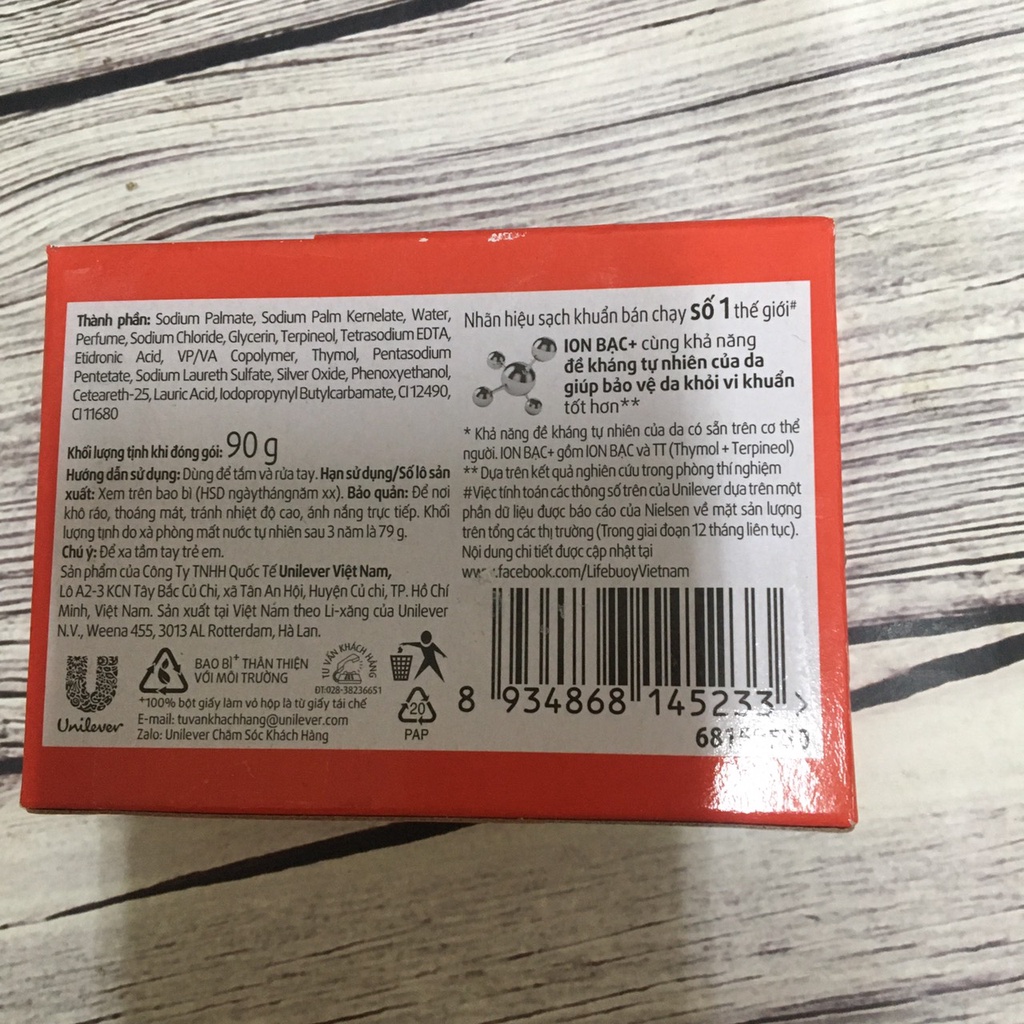 Thành phần: Sodium Palmate, Sodium Palm Kernelate, Water,
Perfume, Sodium Chloride, Glycerin, Terpineol, Tetrasodium EDTA,
Etidronic Acid, VP/VA Copolymer, Thymol, Pentasodium
Pentetate, Sodium Laureth Sulfate, Silver Oxide, Phenoxyethanol,
Ceteareth-25, Lauric Acid, Iodopropynyl Butylcarbamate, CI 12490,
CI 11680
Khối lượng tịnh khi đóng gói: 90 g
Hướng dẫn sử dụng: Dùng để tắm và rửa tay. Hạn sử dụng/Số lô sản
xuất: Xem trên bao bì (HSD ngàythángnăm xx). Bảo quản: Để nơi
khô ráo, thoáng mát, tránh nhiệt độ cao, ánh nắng trực tiếp. Khối
lượng tịnh do xà phòng mất nước tự nhiên sau 3 năm là 79 g.
Chú ý: Để xa tầm tay trẻ em.
Sản phẩm của Công Ty TNHH Quốc Tế Unilever Việt Nam,
Lô A2-3 KCN Tây Bắc Củ Chi, xã Tân An Hội, Huyện Củ chi, TP. Hồ Chí
Minh, Việt Nam. Sản xuất tại Việt Nam theo Li-xăng của Unilever
N.V., Weena 455, 3013 AL Rotterdam, Hà Lan.
Unilever
BAO BÌ+ THÂN THIỆN
VỚI MÔI TRƯỜNG
TƯ VẤN KHÁCH HÀNG
ĐT:028-38236651
+100% bột giấy làm vỏ hộp là từ giấy tái chế
E-mail: tuvankhachhang@unilever.com
Zalo: Unilever Chăm Sóc Khách Hàng
20
PAP
Nhãn hiệu sạch khuẩn bán chạy số 1 thế giới#
ION BẠC+ cùng khả năng
đề kháng tự nhiên của da
giúp bảo vệ da khỏi vi khuẩn
tốt hơn**
* Khả năng đề kháng tự nhiên của da có sẵn trên cơ thể
người. ION BẠC+ gồm ION BẠC và TT (Thymol + Terpineol)
** Dựa trên kết quả nghiên cứu trong phòng thí nghiệm
#Việc tính toán các thông số trên của Unilever dựa trên một
phần dữ liệu được báo cáo của Nielsen về mặt sản lượng
trên tổng các thị trường (Trong giai đoạn 12 tháng liên tục).
Nội dung chi tiết được cập nhật tại
.facebook.com/LifebuoyVietnam
8 934868 145233 >